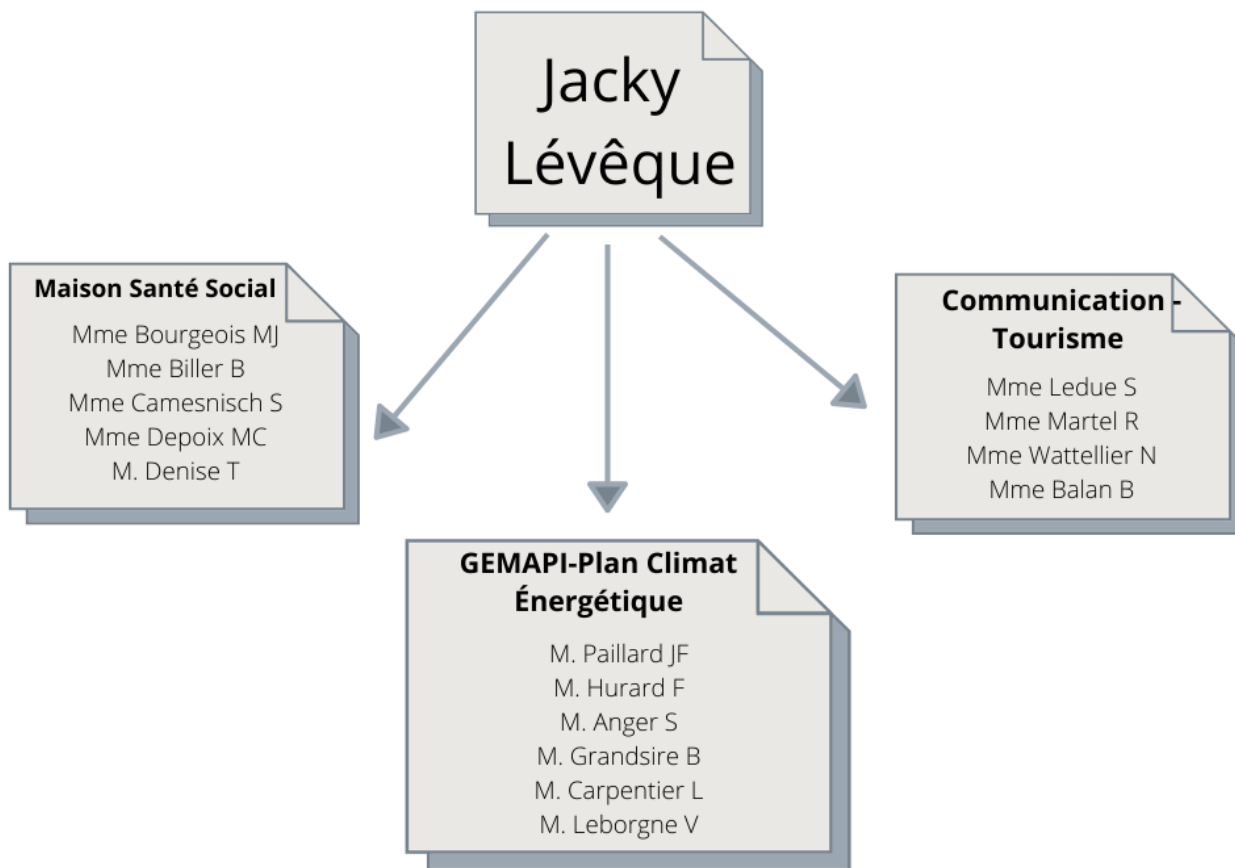 Jacky
Lévêque
Maison Santé Social
Mme Bourgeois MJ
Mme Biller B
Mme Camesnisch S
Mme Depoix MC
M. Denise T
Communication -
Tourisme
Mme Ledue S
Mme Martel R
Mme Wattellier N
Mme Balan B
GEMAPI-Plan Climat
Énergétique
M. Paillard JF
M. Hurard F
M. Anger S
M. Grandsire B
M. Carpentier L
M. Leborgne V